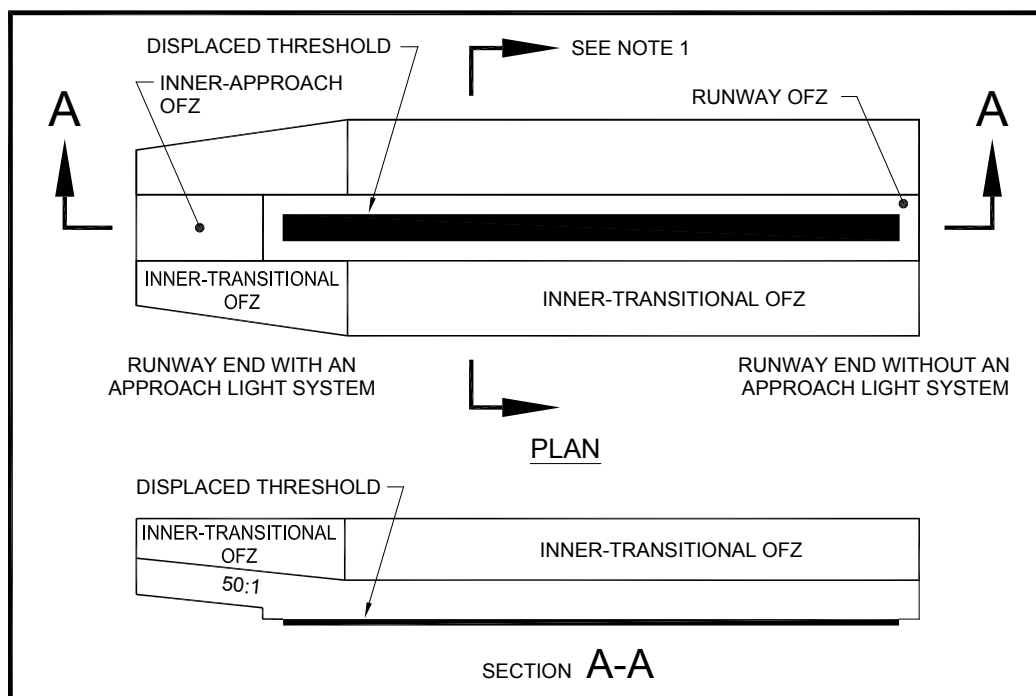 DISPLACED THRESHOLD
SEE NOTE 1
INNER-APPROACH
OFZ
RUNWAY OFZ
A
A
INNER-TRANSITIONAL
OFZ
INNER-TRANSITIONAL OFZ
RUNWAY END WITH AN
APPROACH LIGHT SYSTEM
RUNWAY END WITHOUT AN
APPROACH LIGHT SYSTEM
PLAN
DISPLACED THRESHOLD
INNER-TRANSITIONAL
OFZ
INNER-TRANSITIONAL OFZ
50:1
SECTION A-A